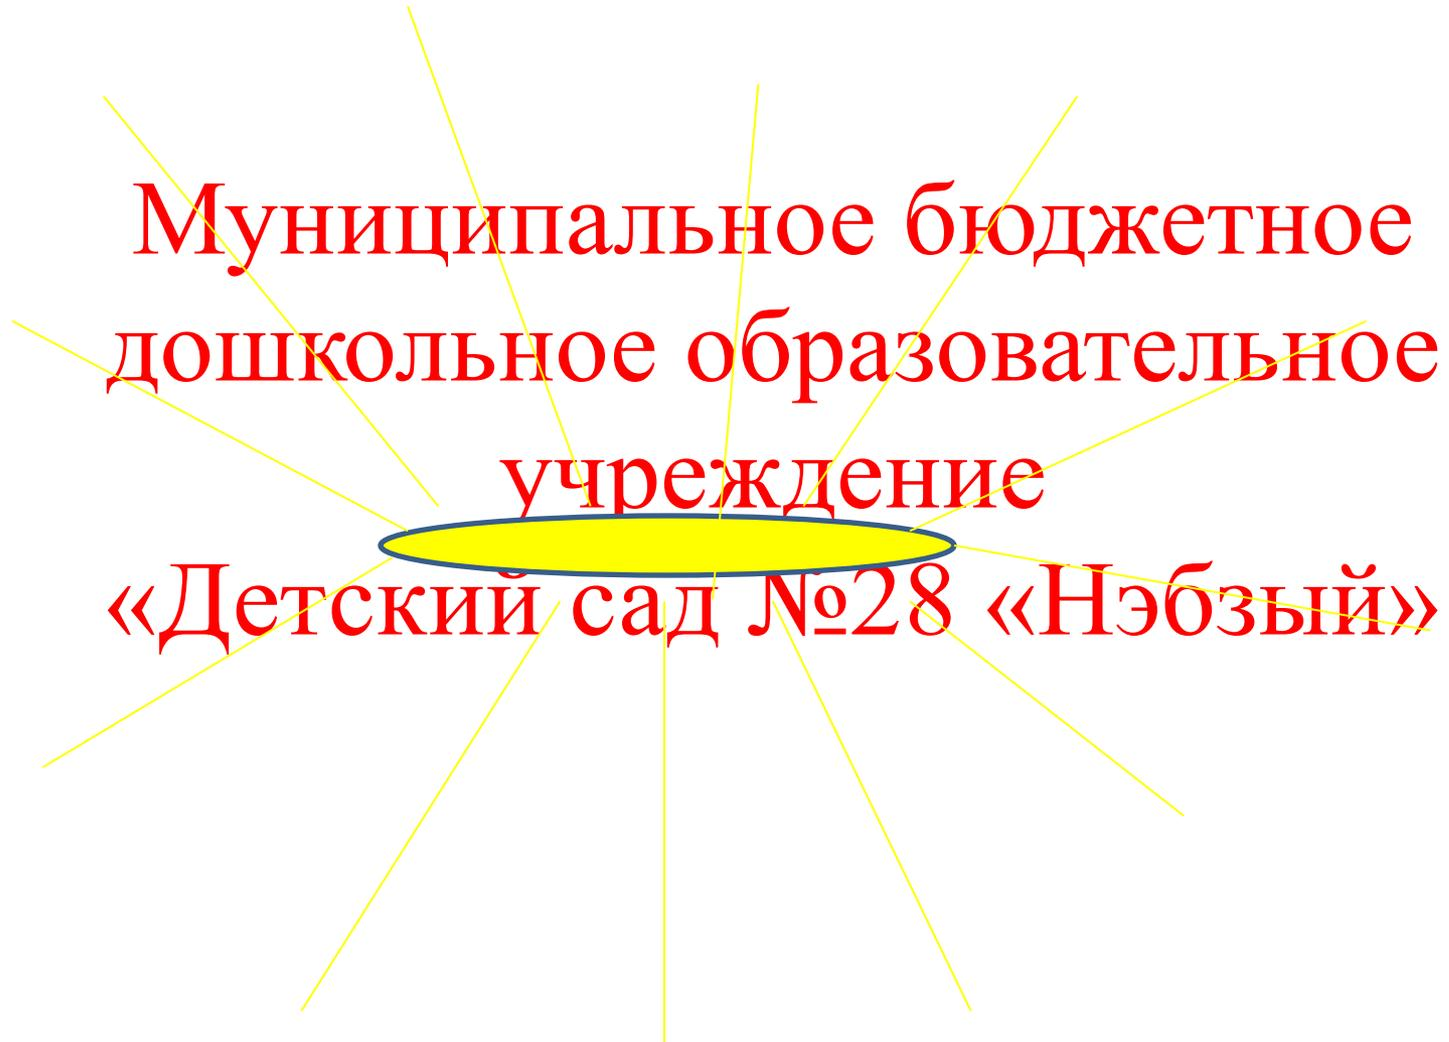 Муниципальное бюджетное
дошкольное образовательное
учреждение
«Детский сад №28 «Нэбзый»